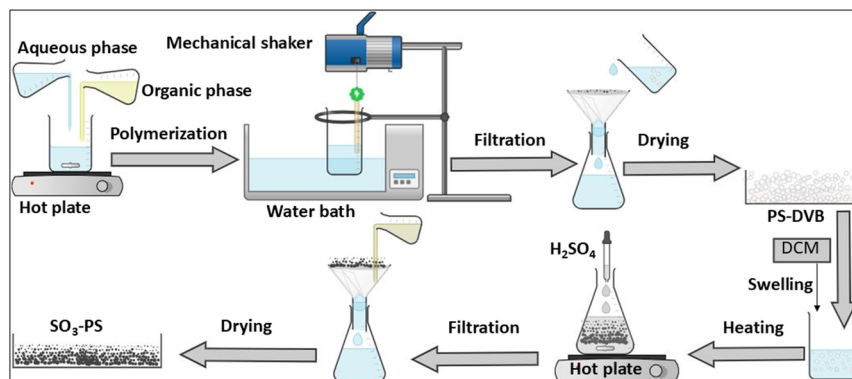 Aqueous phase
Mechanical shaker
Organic phase
Polymerization
Filtration
Drying
Hot plate
Water bath
PS-DVB
DCM
Swelling
H₂SO₄
Heating
Hot plate
Filtration
Drying
SO₃-PS